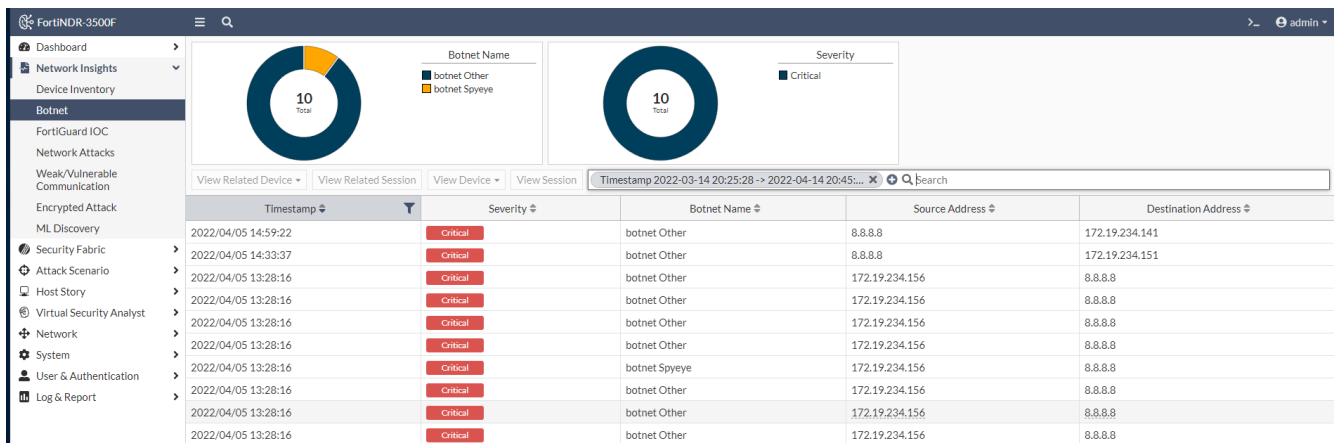 FortiNDR-3500F
>_ admin
Dashboard
Network Insights
Device Inventory
Botnet
FortiGuard IOC
Network Attacks
Weak/Vulnerable
Communication
Encrypted Attack
ML Discovery
Security Fabric
Attack Scenario
Host Story
Virtual Security Analyst
Network
System
User & Authentication
Log & Report
10
Total
Botnet Name
botnet Other
botnet Spyeye
10
Total
Severity
Critical
View Related Device View Related Session View Device View Session Timestamp 2022-03-14 20:25:28 -> 2022-04-14 20:45:... Search
Timestamp Severity Botnet Name Source Address Destination Address
2022/04/05 14:59:22 Critical botnet Other 8.8.8.8 172.19.234.141
2022/04/05 14:33:37 Critical botnet Other 8.8.8.8 172.19.234.151
2022/04/05 13:28:16 Critical botnet Other 172.19.234.156 8.8.8.8
2022/04/05 13:28:16 Critical botnet Other 172.19.234.156 8.8.8.8
2022/04/05 13:28:16 Critical botnet Other 172.19.234.156 8.8.8.8
2022/04/05 13:28:16 Critical botnet Other 172.19.234.156 8.8.8.8
2022/04/05 13:28:16 Critical botnet Spyeye 172.19.234.156 8.8.8.8
2022/04/05 13:28:16 Critical botnet Other 172.19.234.156 8.8.8.8
2022/04/05 13:28:16 Critical botnet Other 172.19.234.156 8.8.8.8
2022/04/05 13:28:16 Critical botnet Other 172.19.234.156 8.8.8.8